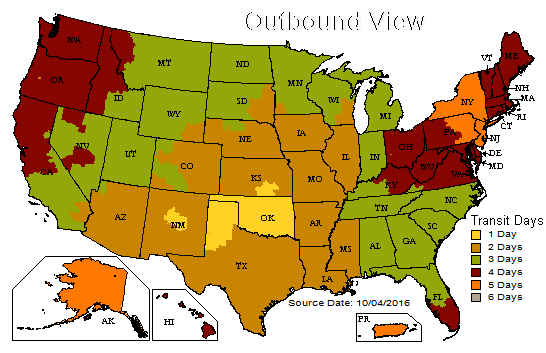 Outbound View
WA
MT
ND
MN
VT
ME
OR
ID
SD
WI
MI
NY
NH
MA
WY
RI
CT
NV
UT
NE
IA
IL
IN
OH
PA
NJ
DE
MD
CA
CO
KS
MO
KY
WV
VA
AZ
NM
OK
AR
TN
NC
TX
LA
MS
AL
GA
SC
FL
Transit Days
1 Day
2 Days
3 Days
4 Days
5 Days
6 Days
Source Date: 10/04/2016
AK
HI
PR